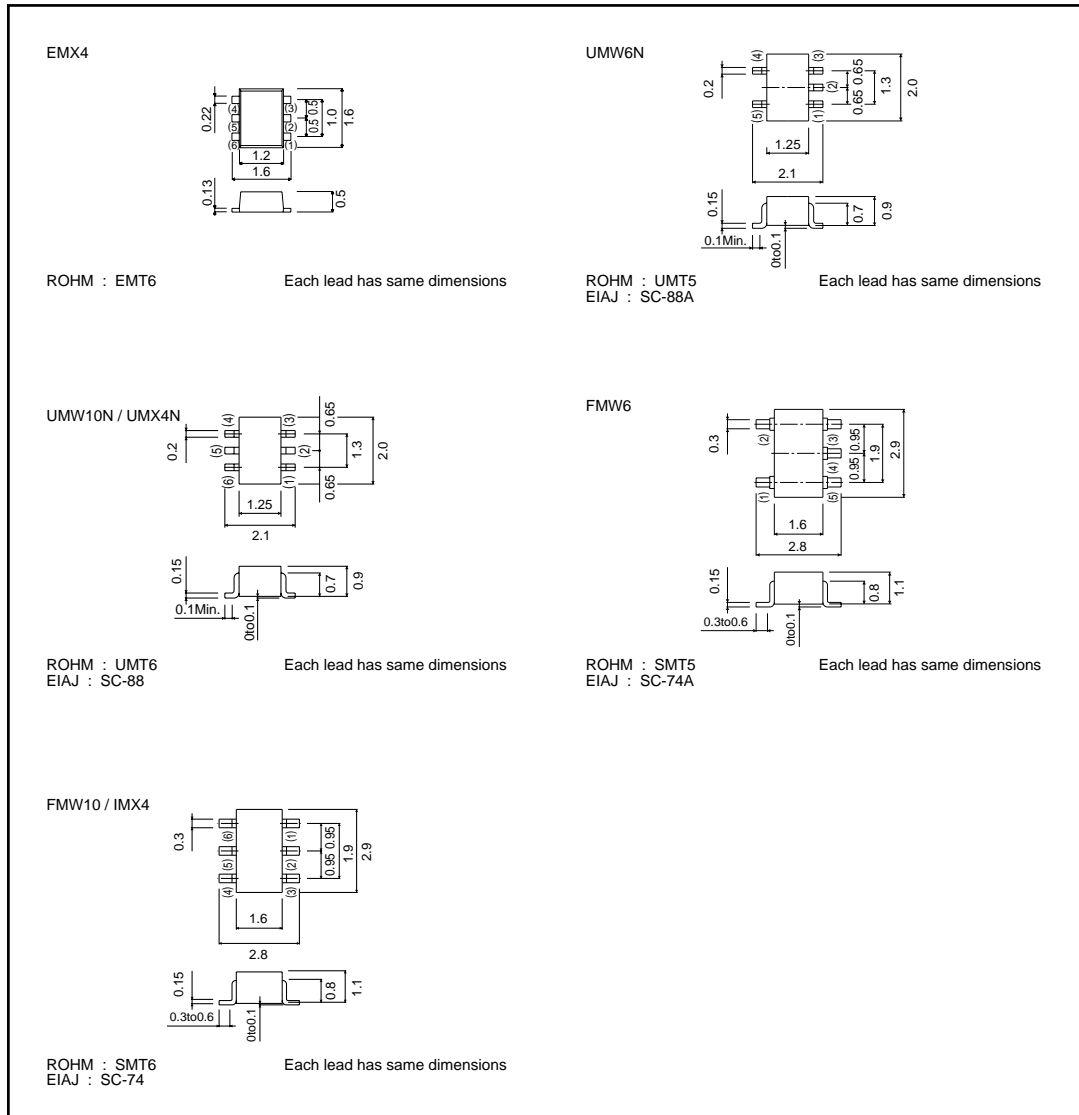 EMX4
0.22
(4)
(3)
(5)
(2)
(6)
(1)
0.5 0.5
1.0
1.6
1.2
1.6
0.13
0.5
ROHM : EMT6
Each lead has same dimensions
UMW6N
(4)
(3)
0.2
(2)
0.65
0.65
1.3
2.0
(5)
(1)
1.25
2.1
0.15
0.1Min.
0to0.1
0.7
0.9
ROHM : UMT5
EIAJ : SC-88A
Each lead has same dimensions
UMW10N / UMX4N
(4)
(3)
0.65
0.2
(5)
(2)
1.3
2.0
(6)
(1)
0.65
1.25
2.1
0.15
0.1Min.
0to0.1
0.7
0.9
ROHM : UMT6
EIAJ : SC-88
Each lead has same dimensions
FMW6
0.3
(2)
(3)
(4)
0.95 0.95
1.9
2.9
(1)
(5)
1.6
2.8
0.15
0.3to0.6
0to0.1
0.8
1.1
ROHM : SMT5
EIAJ : SC-74A
Each lead has same dimensions
FMW10 / IMX4
0.3
(6)
(1)
(5)
(2)
(4)
(3)
0.95 0.95
1.9
2.9
1.6
2.8
0.15
0.3to0.6
0to0.1
0.8
1.1
ROHM : SMT6
EIAJ : SC-74
Each lead has same dimensions